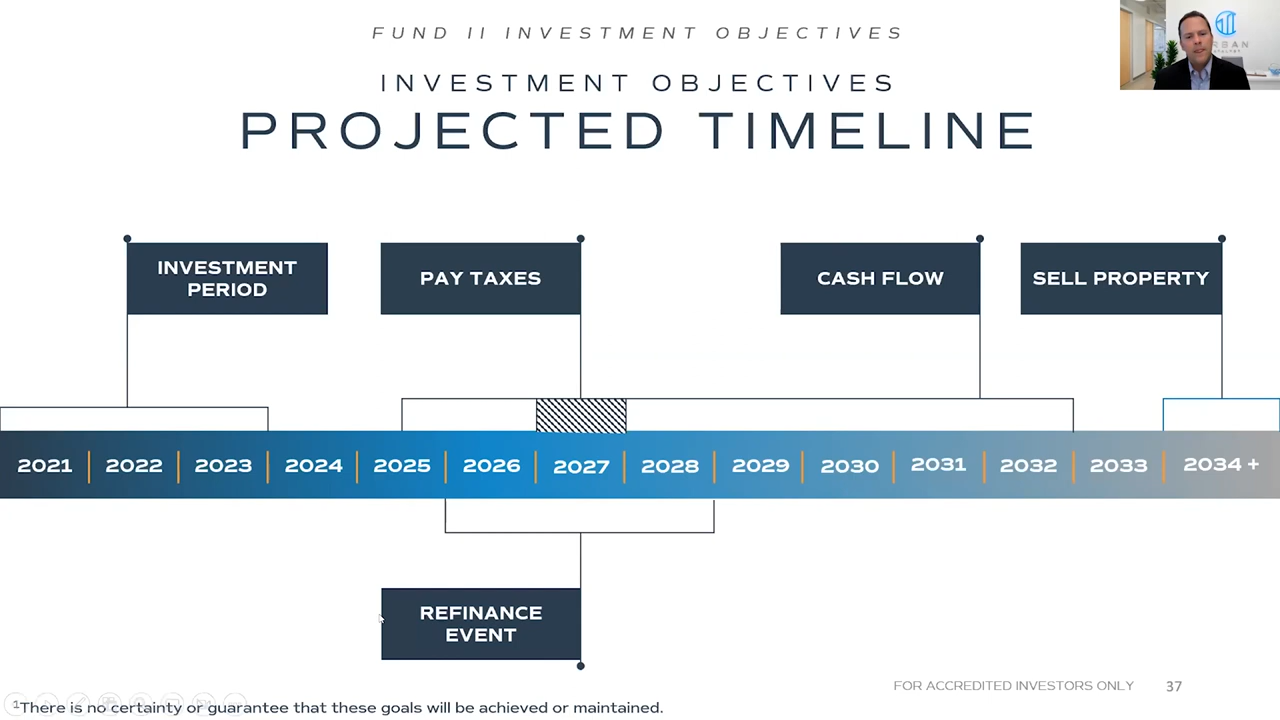 FUND II INVESTMENT OBJECTIVES
INVESTMENT OBJECTIVES
PROJECTED TIMELINE
INVESTMENT
PERIOD
PAY TAXES
CASH FLOW
SELL PROPERTY
2021 2022 2023 2024 2025 2026 2027 2028 2029 2030 2031 2032 2033 2034 +
REFINANCE
EVENT
FOR ACCREDITED INVESTORS ONLY 37
¹There is no certainty or guarantee that these goals will be achieved or maintained.